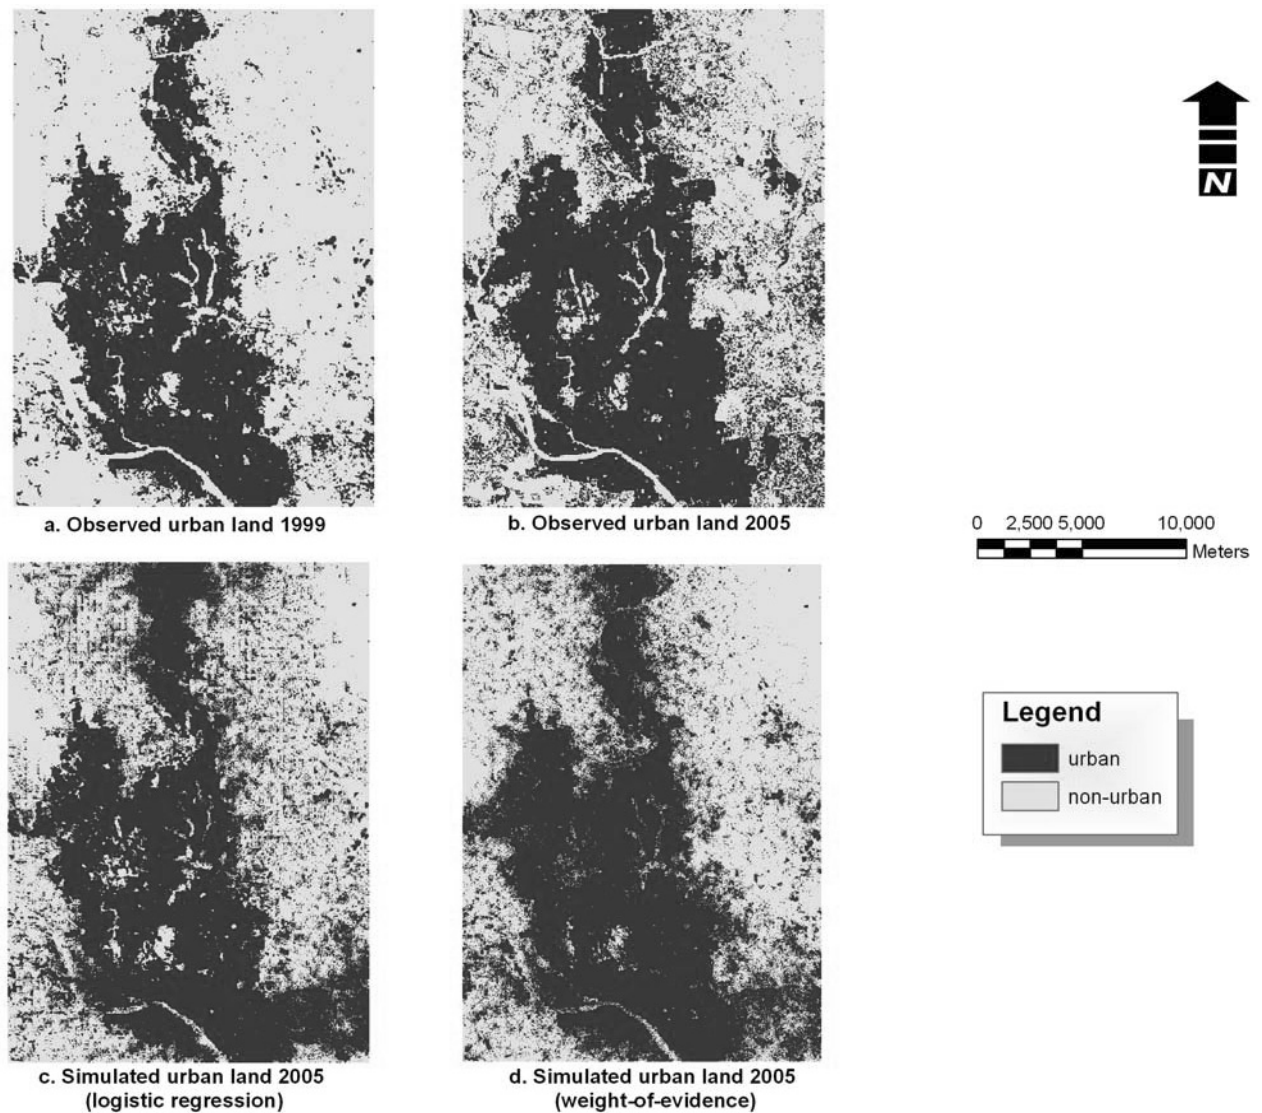 N
a. Observed urban land 1999
b. Observed urban land 2005
0 2,500 5,000 10,000
Meters
Legend
urban
non-urban
c. Simulated urban land 2005
(logistic regression)
d. Simulated urban land 2005
(weight-of-evidence)